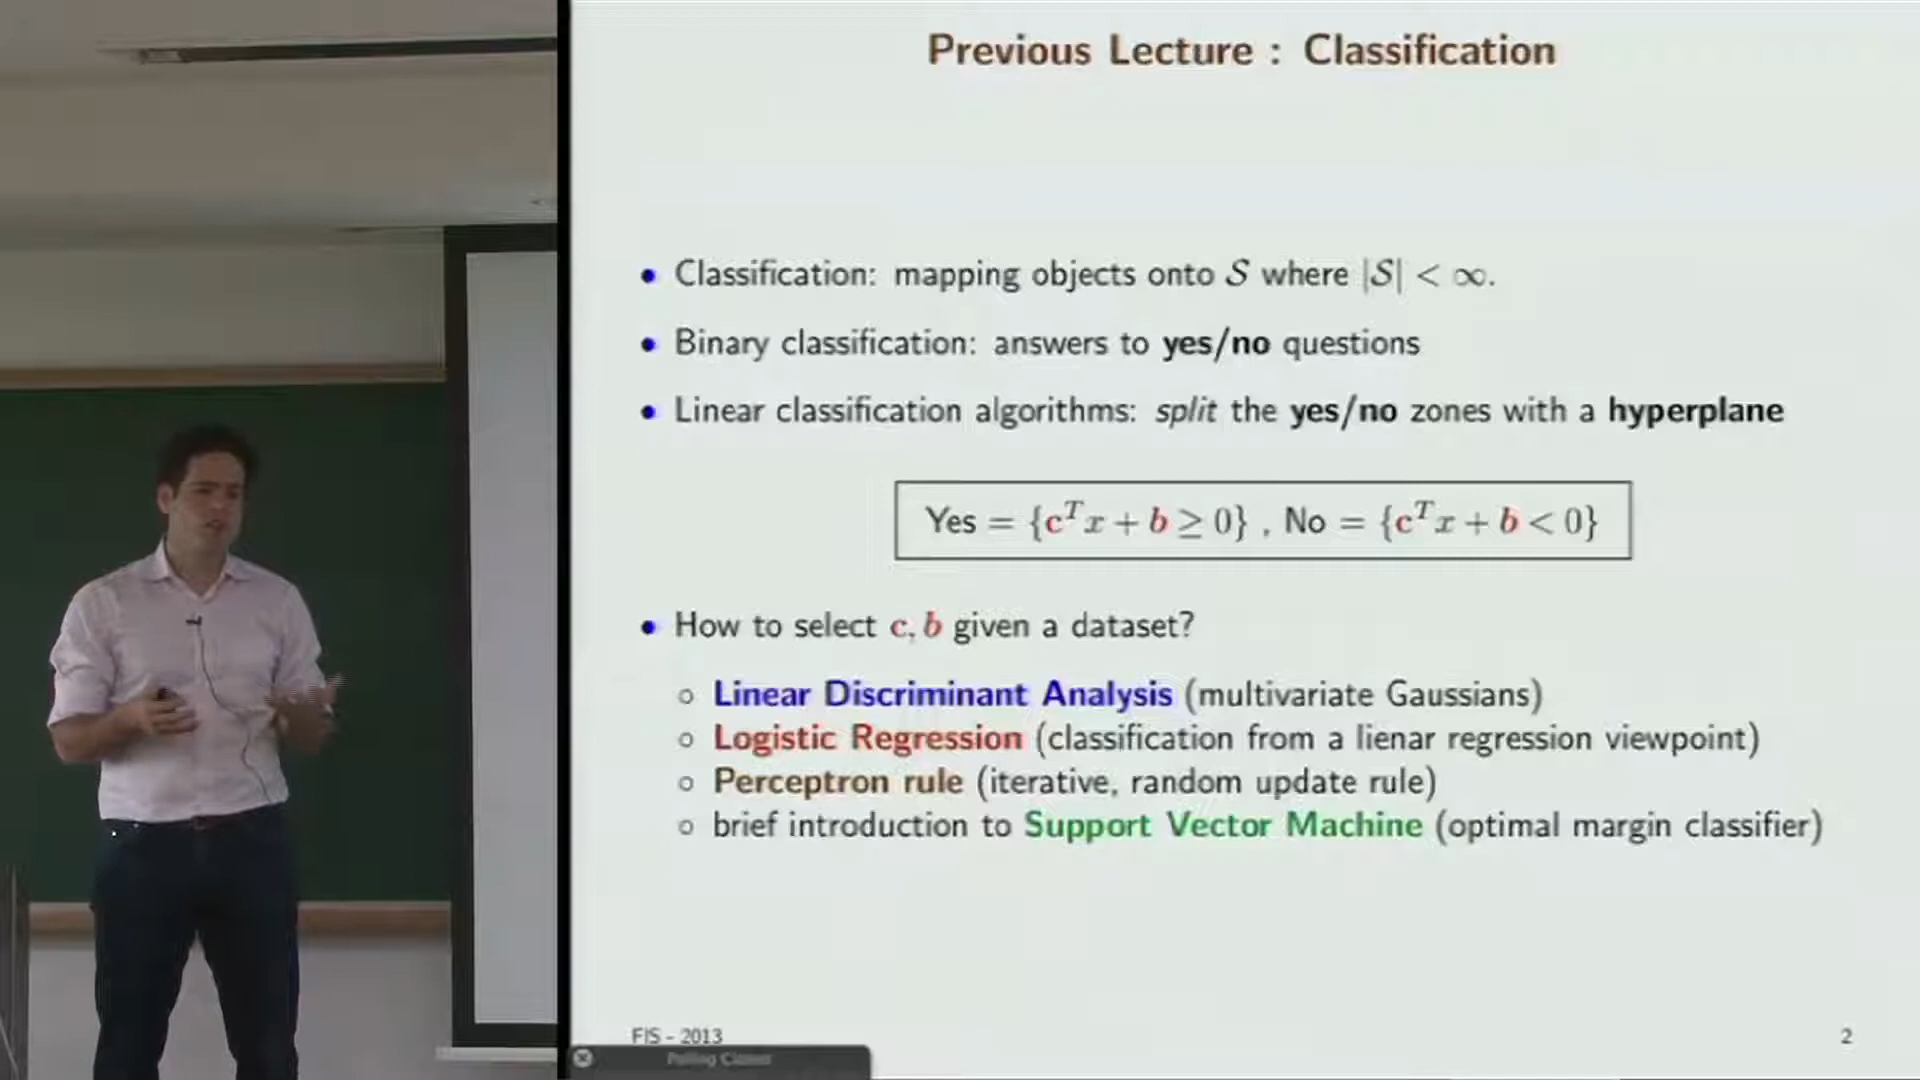 Previous Lecture : Classification
• Classification: mapping objects onto 𝒮 where |𝒮| < ∞.
• Binary classification: answers to yes/no questions
• Linear classification algorithms: split the yes/no zones with a hyperplane
Yes = {cᵀx + b ≥ 0} , No = {cᵀx + b < 0}
• How to select c, b given a dataset?
○ Linear Discriminant Analysis (multivariate Gaussians)
○ Logistic Regression (classification from a lienar regression viewpoint)
○ Perceptron rule (iterative, random update rule)
○ brief introduction to Support Vector Machine (optimal margin classifier)
FIS - 2013
2
Polling Closed